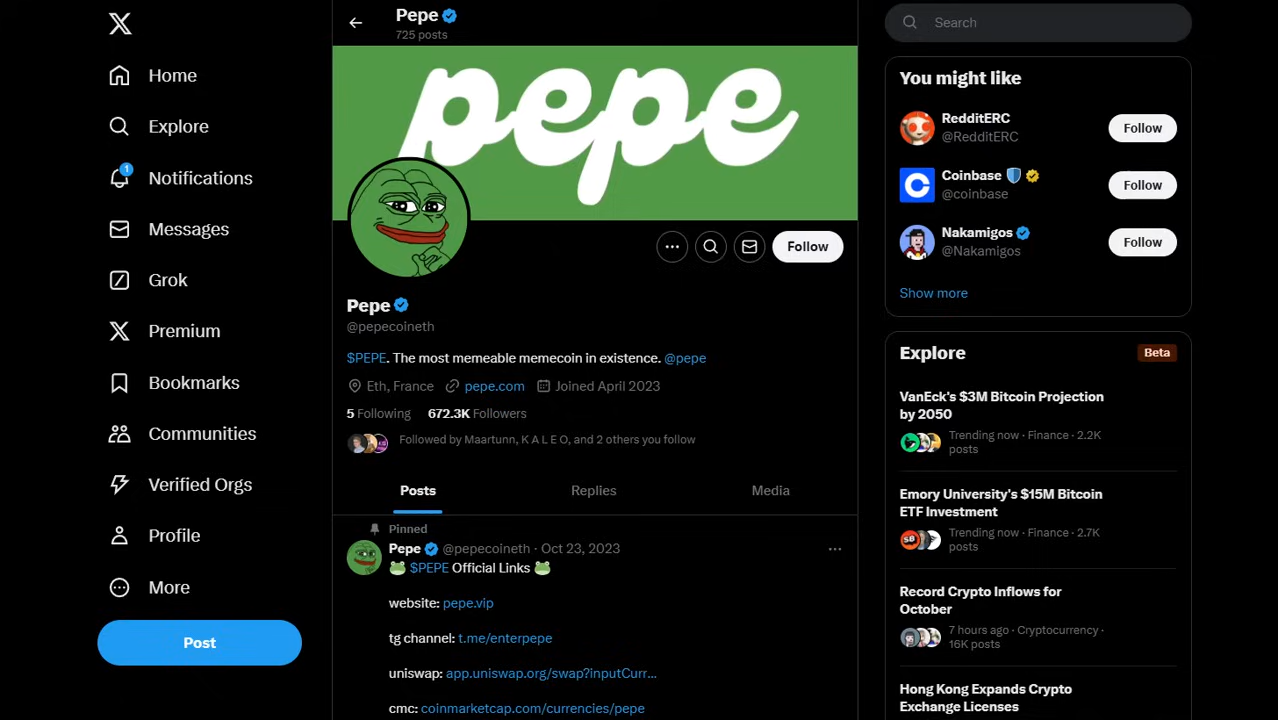 Home
Explore
1
Notifications
Messages
Grok
Premium
Bookmarks
Communities
Verified Orgs
Profile
More
Post
Pepe
725 posts
pepe
Follow
Pepe
@pepecoineth
$PEPE. The most memeable memecoin in existence. @pepe
Eth, France pepe.com Joined April 2023
5 Following 672.3K Followers
Followed by Maartunn, K A L E O, and 2 others you follow
Posts Replies Media
Pinned
Pepe @pepecoineth · Oct 23, 2023
🐸 $PEPE Official Links 🐸
website: pepe.vip
tg channel: t.me/enterpepe
uniswap: app.uniswap.org/swap?inputCurr...
cmc: coinmarketcap.com/currencies/pepe
Search
You might like
RedditERC
@RedditERC
Follow
Coinbase
@coinbase
Follow
Nakamigos
@Nakamigos
Follow
Show more
Explore
Beta
VanEck's $3M Bitcoin Projection
by 2050
Trending now · Finance · 2.2K
posts
Emory University's $15M Bitcoin
ETF Investment
Trending now · Finance · 2.7K
posts
Record Crypto Inflows for
October
7 hours ago · Cryptocurrency ·
16K posts
Hong Kong Expands Crypto
Exchange Licenses